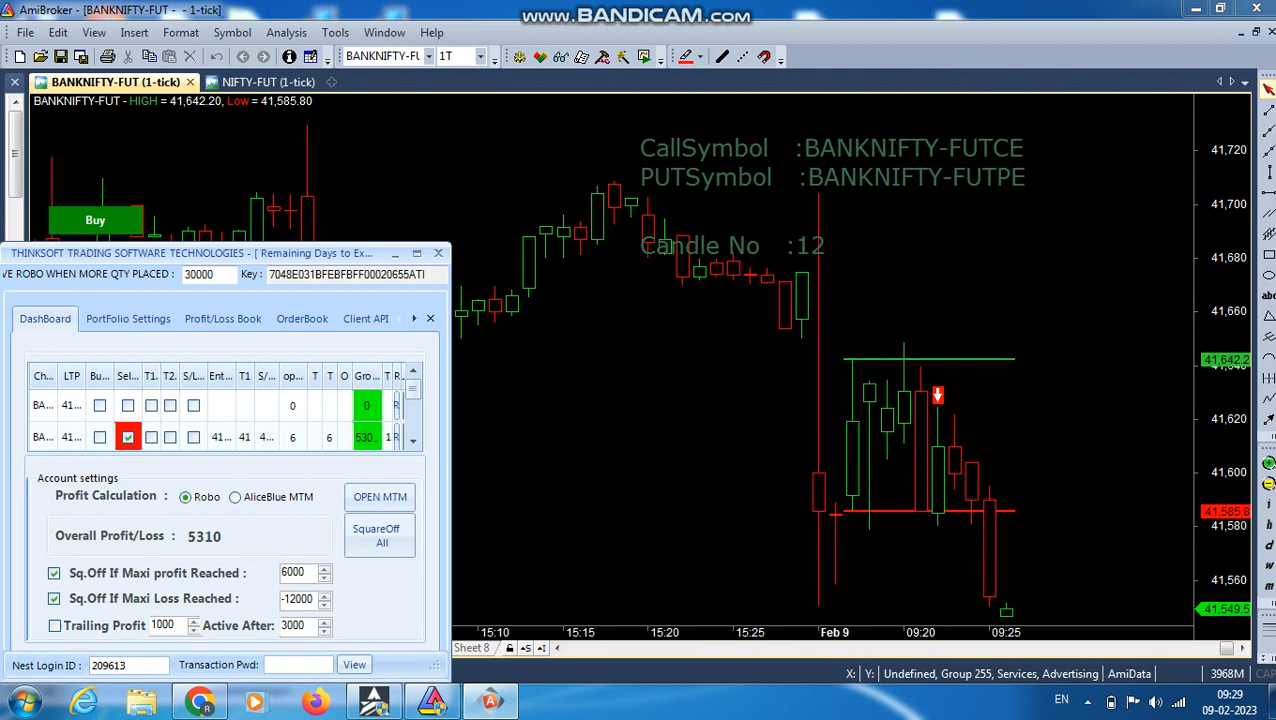 AmiBroker - [BANKNIFTY-FUT - - 1-tick]
www.BANDICAM.com
File Edit View Insert Format Symbol Analysis Tools Window Help
BANKNIFTY-FU 1T
BANKNIFTY-FUT (1-tick) NIFTY-FUT (1-tick)
BANKNIFTY-FUT - HIGH = 41,642.20, Low = 41,585.80
CallSymbol :BANKNIFTY-FUTCE
PUTSymbol :BANKNIFTY-FUTPE
Candle No :12
Buy
THINKSOFT TRADING SOFTWARE TECHNOLOGIES - [ Remaining Days to Ex...
VE ROBO WHEN MORE QTY PLACED : 30000 Key : 7048E031BFEBFBFF00020655ATI
DashBoard PortFolio Settings Profit/Loss Book OrderBook Client API
Ch... LTP Bu... Sel... T1... T2... S/L... Ent... T1 S/... op... T T O Gro... T R...
BA... 41... 0 0 R
BA... 41... 41... 41 4... 6 6 530... 1 R
Account settings
Profit Calculation : Robo AliceBlue MTM OPEN MTM
Overall Profit/Loss : 5310
SquareOff
All
Sq.Off If Maxi profit Reached : 6000
Sq.Off If Maxi Loss Reached : -12000
Trailing Profit 1000 Active After: 3000
Nest Login ID : 209613 Transaction Pwd: View
41,720
41,700
41,680
41,660
41,642.2
41,620
41,600
41,585.8
41,580
41,560
41,549.5
15:10 15:15 15:20 15:25 Feb 9 09:20 09:25
Sheet 8
X: Y: Undefined, Group 255, Services, Advertising AmiData 3968M CAP
EN 09:29
09-02-2023